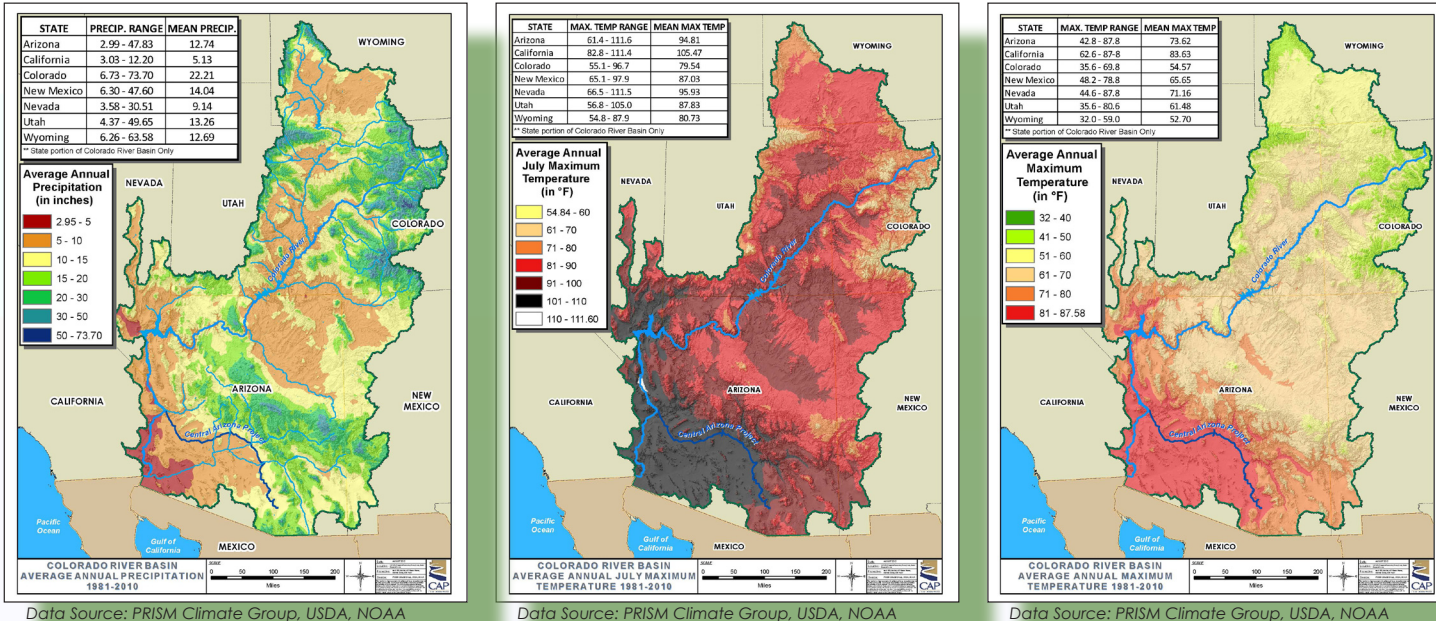 STATE PRECIP. RANGE MEAN PRECIP.
Arizona 2.99 - 47.83 12.74
California 3.03 - 12.20 5.13
Colorado 6.73 - 73.70 22.21
New Mexico 6.30 - 47.60 14.04
Nevada 3.58 - 30.51 9.14
Utah 4.37 - 49.65 13.26
Wyoming 6.26 - 63.58 12.69
** State portion of Colorado River Basin Only
Average Annual
Precipitation
(in inches)
2.95 - 5
5 - 10
10 - 15
15 - 20
20 - 30
30 - 50
50 - 73.70
WYOMING
NEVADA
UTAH
COLORADO
Colorado River
ARIZONA
CALIFORNIA
NEW
MEXICO
Central Arizona Project
Pacific
Ocean
Gulf of
California
MEXICO
COLORADO RIVER BASIN
AVERAGE ANNUAL PRECIPITATION
1981-2010
0 50 100 200
Miles
CAP
Data Source: PRISM Climate Group, USDA, NOAA
STATE MAX. TEMP RANGE MEAN MAX TEMP
Arizona 61.4 - 111.6 94.81
California 82.8 - 111.4 105.47
Colorado 55.1 - 96.7 79.54
New Mexico 65.1 - 97.9 87.03
Nevada 66.5 - 111.5 95.93
Utah 56.8 - 105.0 87.83
Wyoming 54.8 - 87.9 80.73
** State portion of Colorado River Basin Only
Average Annual
July Maximum
Temperature
(in °F)
54.84 - 60
61 - 70
71 - 80
81 - 90
91 - 100
101 - 110
110 - 111.60
WYOMING
NEVADA
UTAH
COLORADO
Colorado River
ARIZONA
CALIFORNIA
NEW
MEXICO
Central Arizona Project
Pacific
Ocean
Gulf of
California
MEXICO
COLORADO RIVER BASIN
AVERAGE ANNUAL JULY MAXIMUM
TEMPERATURE 1981-2010
0 50 100 200
Miles
CAP
Data Source: PRISM Climate Group, USDA, NOAA
STATE MAX. TEMP RANGE MEAN MAX TEMP
Arizona 42.8 - 87.8 73.62
California 62.6 - 87.8 83.63
Colorado 35.6 - 69.8 54.57
New Mexico 48.2 - 78.8 65.65
Nevada 44.6 - 87.8 71.16
Utah 35.6 - 80.6 61.48
Wyoming 32.0 - 59.0 52.70
** State portion of Colorado River Basin Only
Average Annual
Maximum
Temperature
(in °F)
32 - 40
41 - 50
51 - 60
61 - 70
71 - 80
81 - 87.58
WYOMING
NEVADA
UTAH
COLORADO
Colorado River
ARIZONA
CALIFORNIA
NEW
MEXICO
Central Arizona Project
Pacific
Ocean
Gulf of
California
MEXICO
COLORADO RIVER BASIN
AVERAGE ANNUAL MAXIMUM
TEMPERATURE 1981-2010
0 50 100 200
Miles
CAP
Data Source: PRISM Climate Group, USDA, NOAA